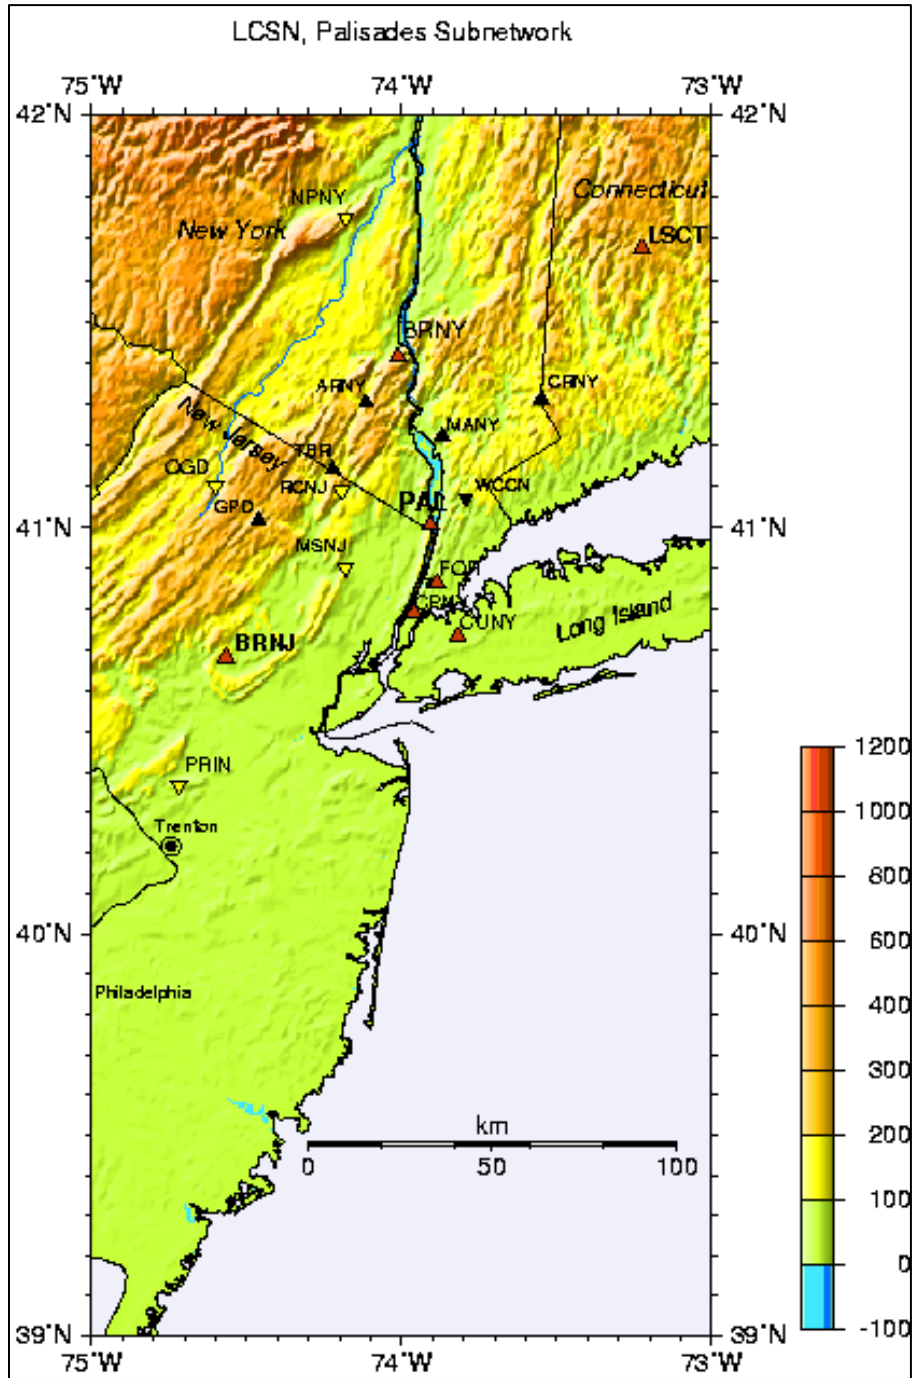 LCSN, Palisades Subnetwork
75°W 74°W 73°W
42°N 42°N
Connecticut
NPNY
New York
LSCT
BRNY
ARNY
CRNY
New Jersey
MANY
TBR
OGD
RCNJ
WCCN
GPD
PAL
41°N 41°N
MSNJ
FOR
CPNY
CUNY
Long Island
BRNJ
PRIN
Trenton
40°N 40°N
Philadelphia
km
0 50 100
1200
1000
800
600
400
300
200
100
0
-100
39°N 39°N
75°W 74°W 73°W